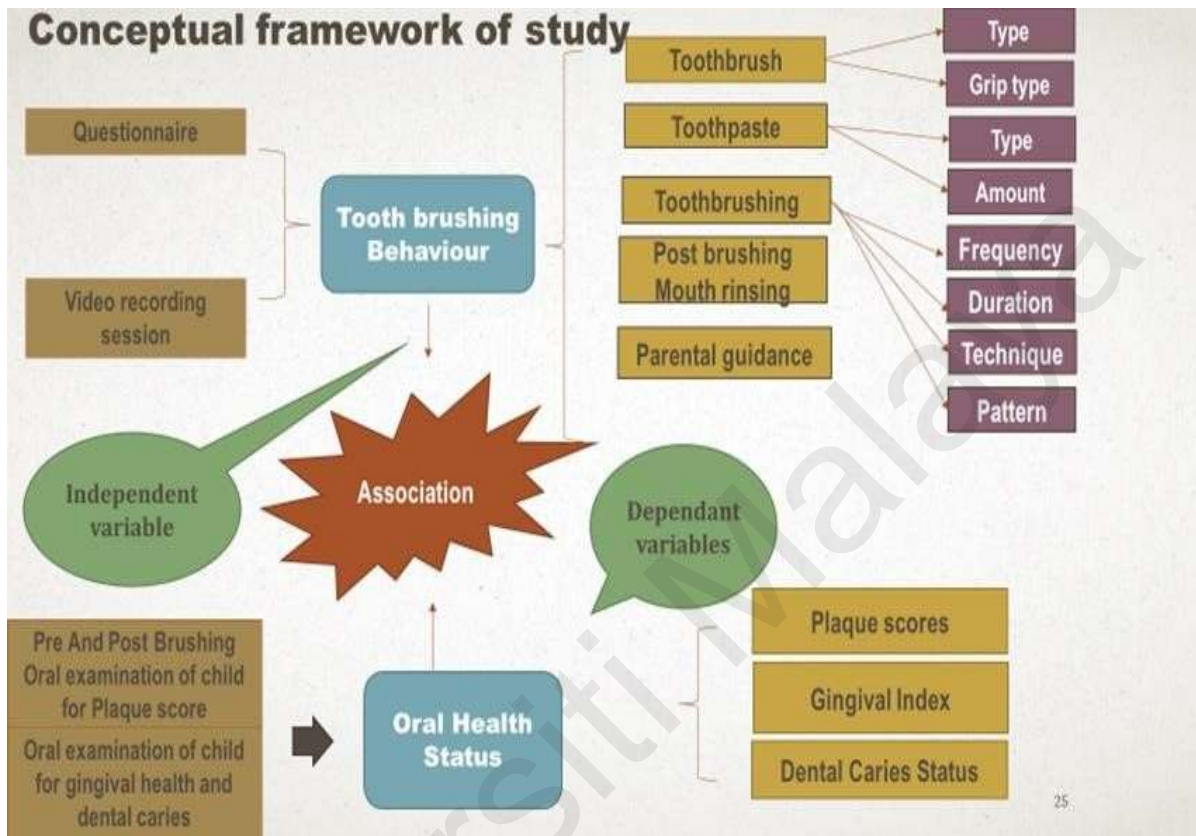 Conceptual framework of study
Questionnaire
Video recording
session
Tooth brushing
Behaviour
Toothbrush
Toothpaste
Toothbrushing
Post brushing
Mouth rinsing
Parental guidance
Type
Grip type
Type
Amount
Frequency
Duration
Technique
Pattern
Independent
variable
Association
Dependant
variables
Pre And Post Brushing
Oral examination of child
for Plaque score
Oral examination of child
for gingival health and
dental caries
Oral Health
Status
Plaque scores
Gingival Index
Dental Caries Status
25
rsiti Malaya